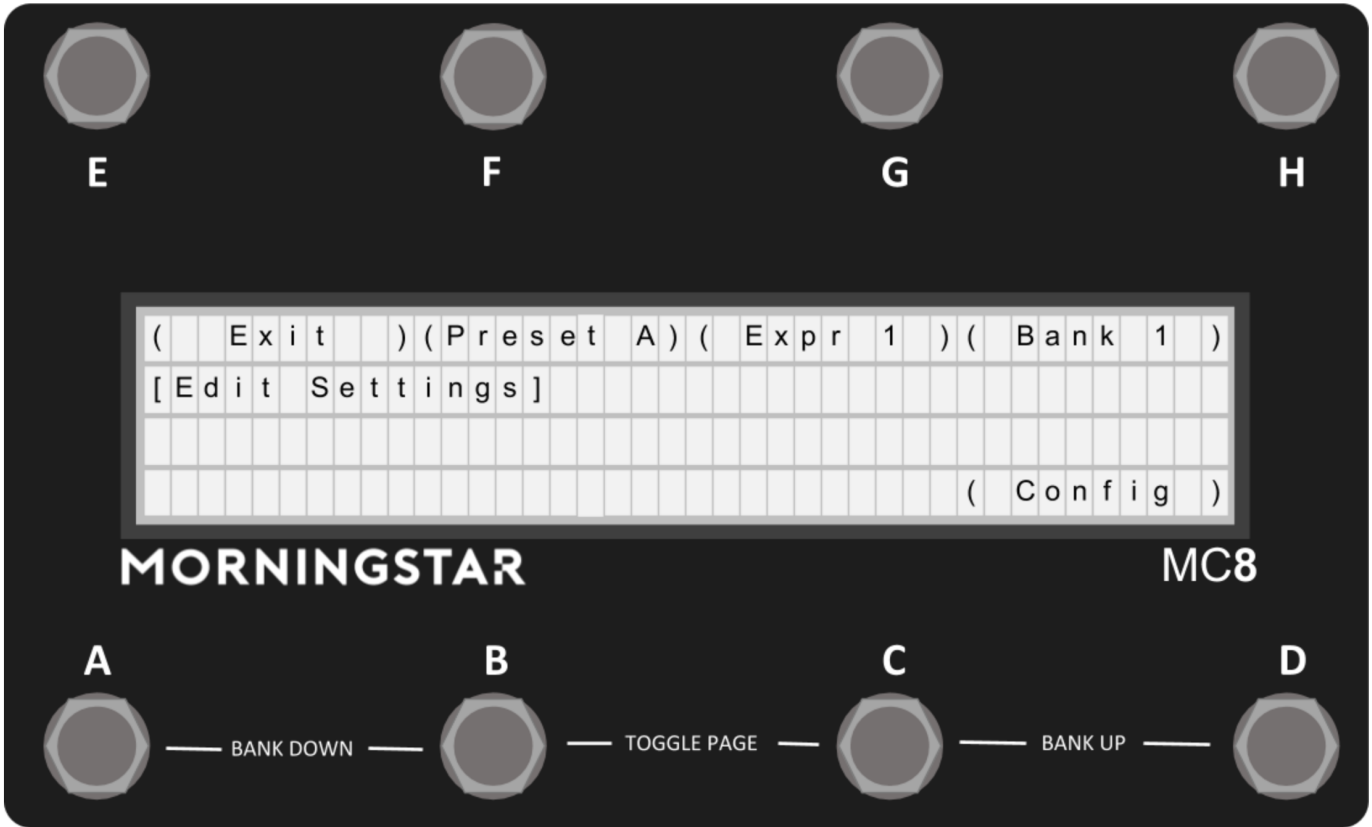 E F G H
( Exit )(Preset A)( Expr 1 )( Bank 1 )
[Edit Settings]
( Config )
MORNINGSTAR MC8
A B C D
BANK DOWN TOGGLE PAGE BANK UP